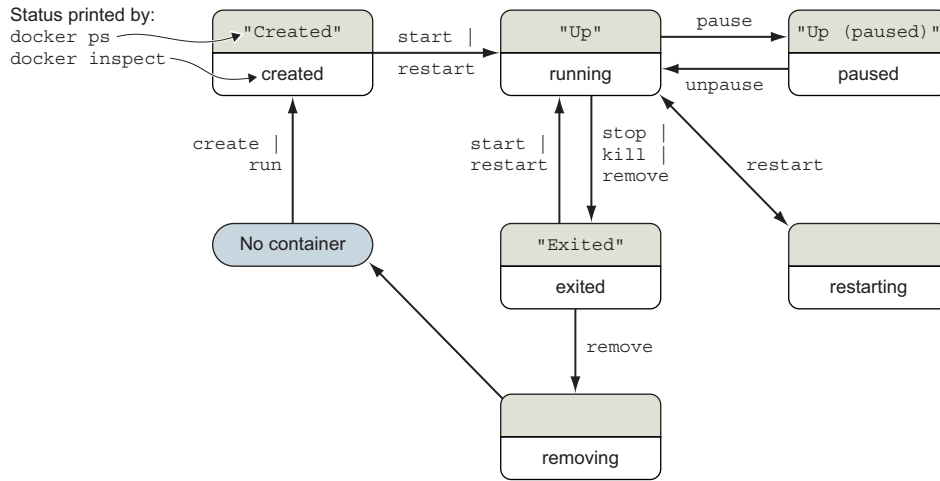 Status printed by:
docker ps
docker inspect
"Created"
created
start |
restart
"Up"
running
pause
unpause
"Up (paused)"
paused
create |
run
start |
restart
stop |
kill |
remove
restart
No container
"Exited"
exited
restarting
remove
removing